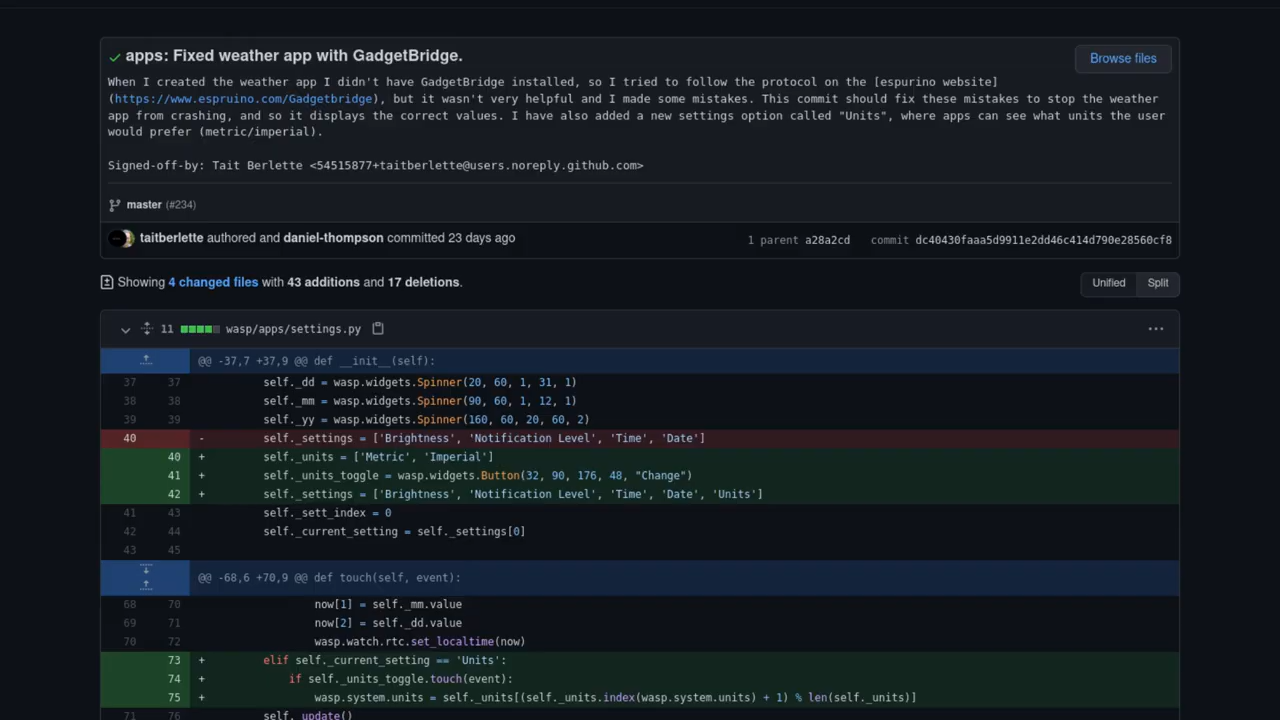 apps: Fixed weather app with GadgetBridge.
Browse files
When I created the weather app I didn't have GadgetBridge installed, so I tried to follow the protocol on the [espurino website]
(https://www.espruino.com/Gadgetbridge), but it wasn't very helpful and I made some mistakes. This commit should fix these mistakes to stop the weather
app from crashing, and so it displays the correct values. I have also added a new settings option called "Units", where apps can see what units the user
would prefer (metric/imperial).
Signed-off-by: Tait Berlette <54515877+taitberlette@users.noreply.github.com>
master (#234)
taitberlette authored and daniel-thompson committed 23 days ago
1 parent a28a2cd commit dc40430faaa5d9911e2dd46c414d790e28560cf8
Showing 4 changed files with 43 additions and 17 deletions.
Unified Split
11 wasp/apps/settings.py
@@ -37,7 +37,9 @@ def __init__(self):
37 37 self._dd = wasp.widgets.Spinner(20, 60, 1, 31, 1)
38 38 self._mm = wasp.widgets.Spinner(90, 60, 1, 12, 1)
39 39 self._yy = wasp.widgets.Spinner(160, 60, 20, 60, 2)
40 - self._settings = ['Brightness', 'Notification Level', 'Time', 'Date']
40 + self._units = ['Metric', 'Imperial']
41 + self._units_toggle = wasp.widgets.Button(32, 90, 176, 48, "Change")
42 + self._settings = ['Brightness', 'Notification Level', 'Time', 'Date', 'Units']
41 43 self._sett_index = 0
42 44 self._current_setting = self._settings[0]
43 45
@@ -68,6 +70,9 @@ def touch(self, event):
68 70 now[1] = self._mm.value
69 71 now[2] = self._dd.value
70 72 wasp.watch.rtc.set_localtime(now)
73 + elif self._current_setting == 'Units':
74 + if self._units_toggle.touch(event):
75 + wasp.system.units = self._units[(self._units.index(wasp.system.units) + 1) % len(self._units)]
71 76 self._update()